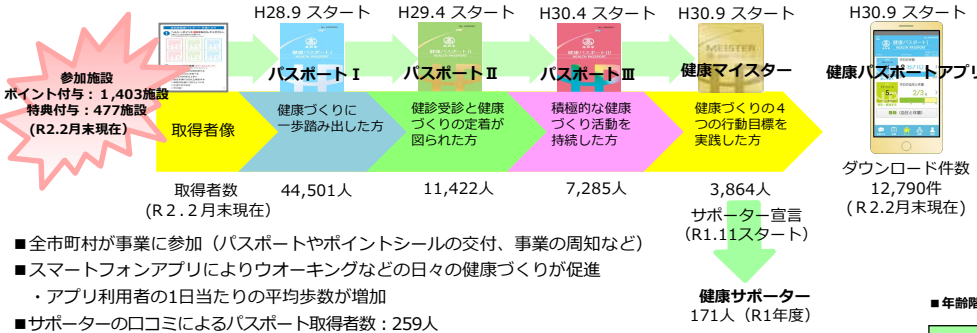 H28.9 スタート
H29.4 スタート
H30.4 スタート
H30.9 スタート
H30.9 スタート
参加施設
ポイント付与：1,403施設
特典付与：477施設
(R2.2月末現在)
パスポートⅠ
パスポートⅡ
パスポートⅢ
健康マイスター
健康パスポートアプリ
MEISTER
取得者像
健康づくりに
一歩踏み出した方
健診受診と健康
づくりの定着が
図られた方
積極的な健康
づくり活動を
持続した方
健康づくりの４
つの行動目標を
実践した方
取得者数
(R２.２月末現在)
44,501人
11,422人
7,285人
3,864人
ダウンロード件数
12,790件
(Ｒ2.2月末現在)
サポーター宣言
（R1.11スタート）
■全市町村が事業に参加（パスポートやポイントシールの交付、事業の周知など）
■スマートフォンアプリによりウオーキングなどの日々の健康づくりが促進
・アプリ利用者の1日当たりの平均歩数が増加
■サポーターの口コミによるパスポート取得者数：259人
健康サポーター
171人（R1年度）
■年齢階